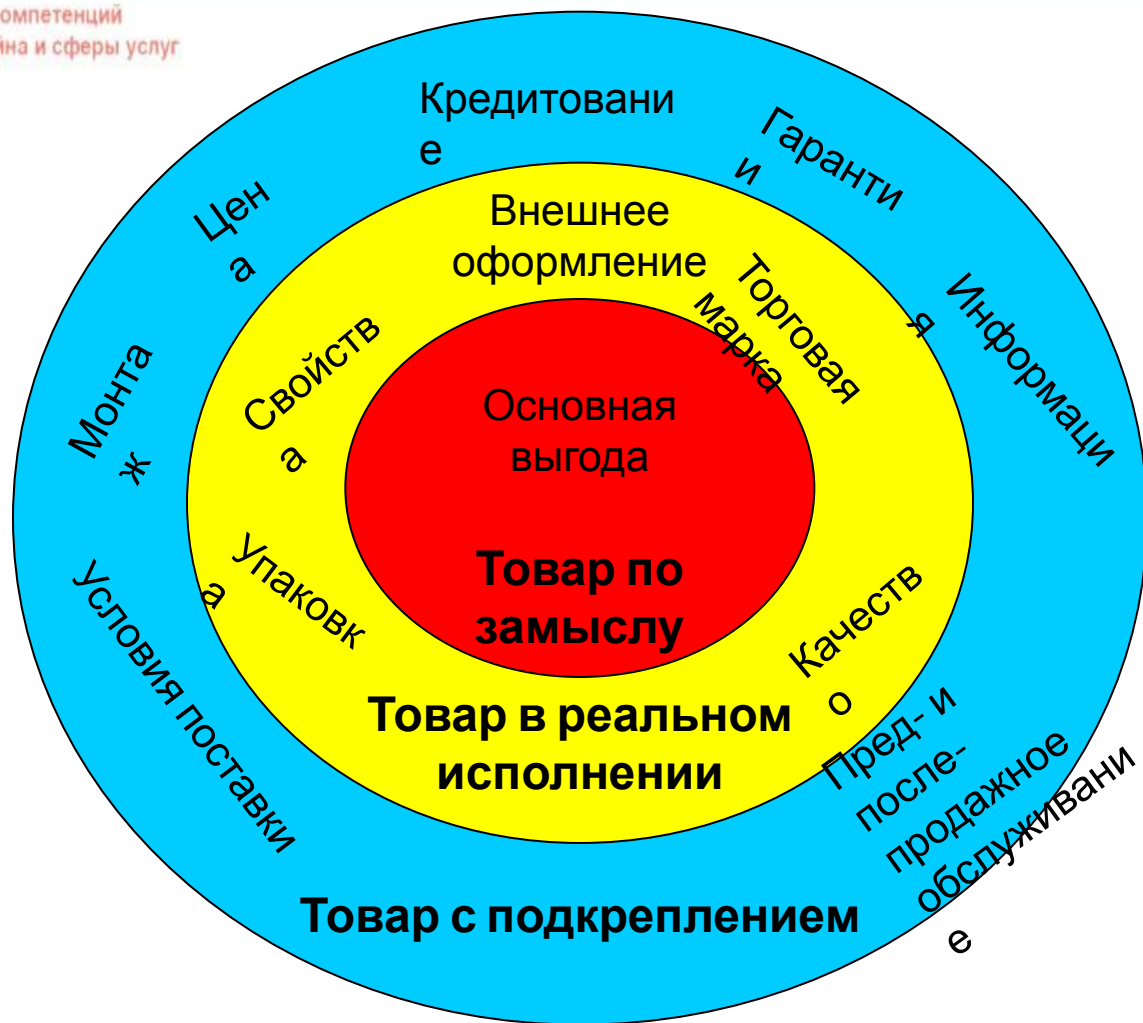 омпетенций
йна и сферы услуг
Кредитовани
е
Гаранти
и
Цен
а
Внешнее
оформление
Торговая
марка
Информаци
я
Свойств
а
Монта
ж
Основная
выгода
Упаковк
а
Товар по
замыслу
Качеств
о
Условия поставки
Товар в реальном
исполнении
Пред- и
после-
продажное
обслуживани
е
Товар с подкреплением